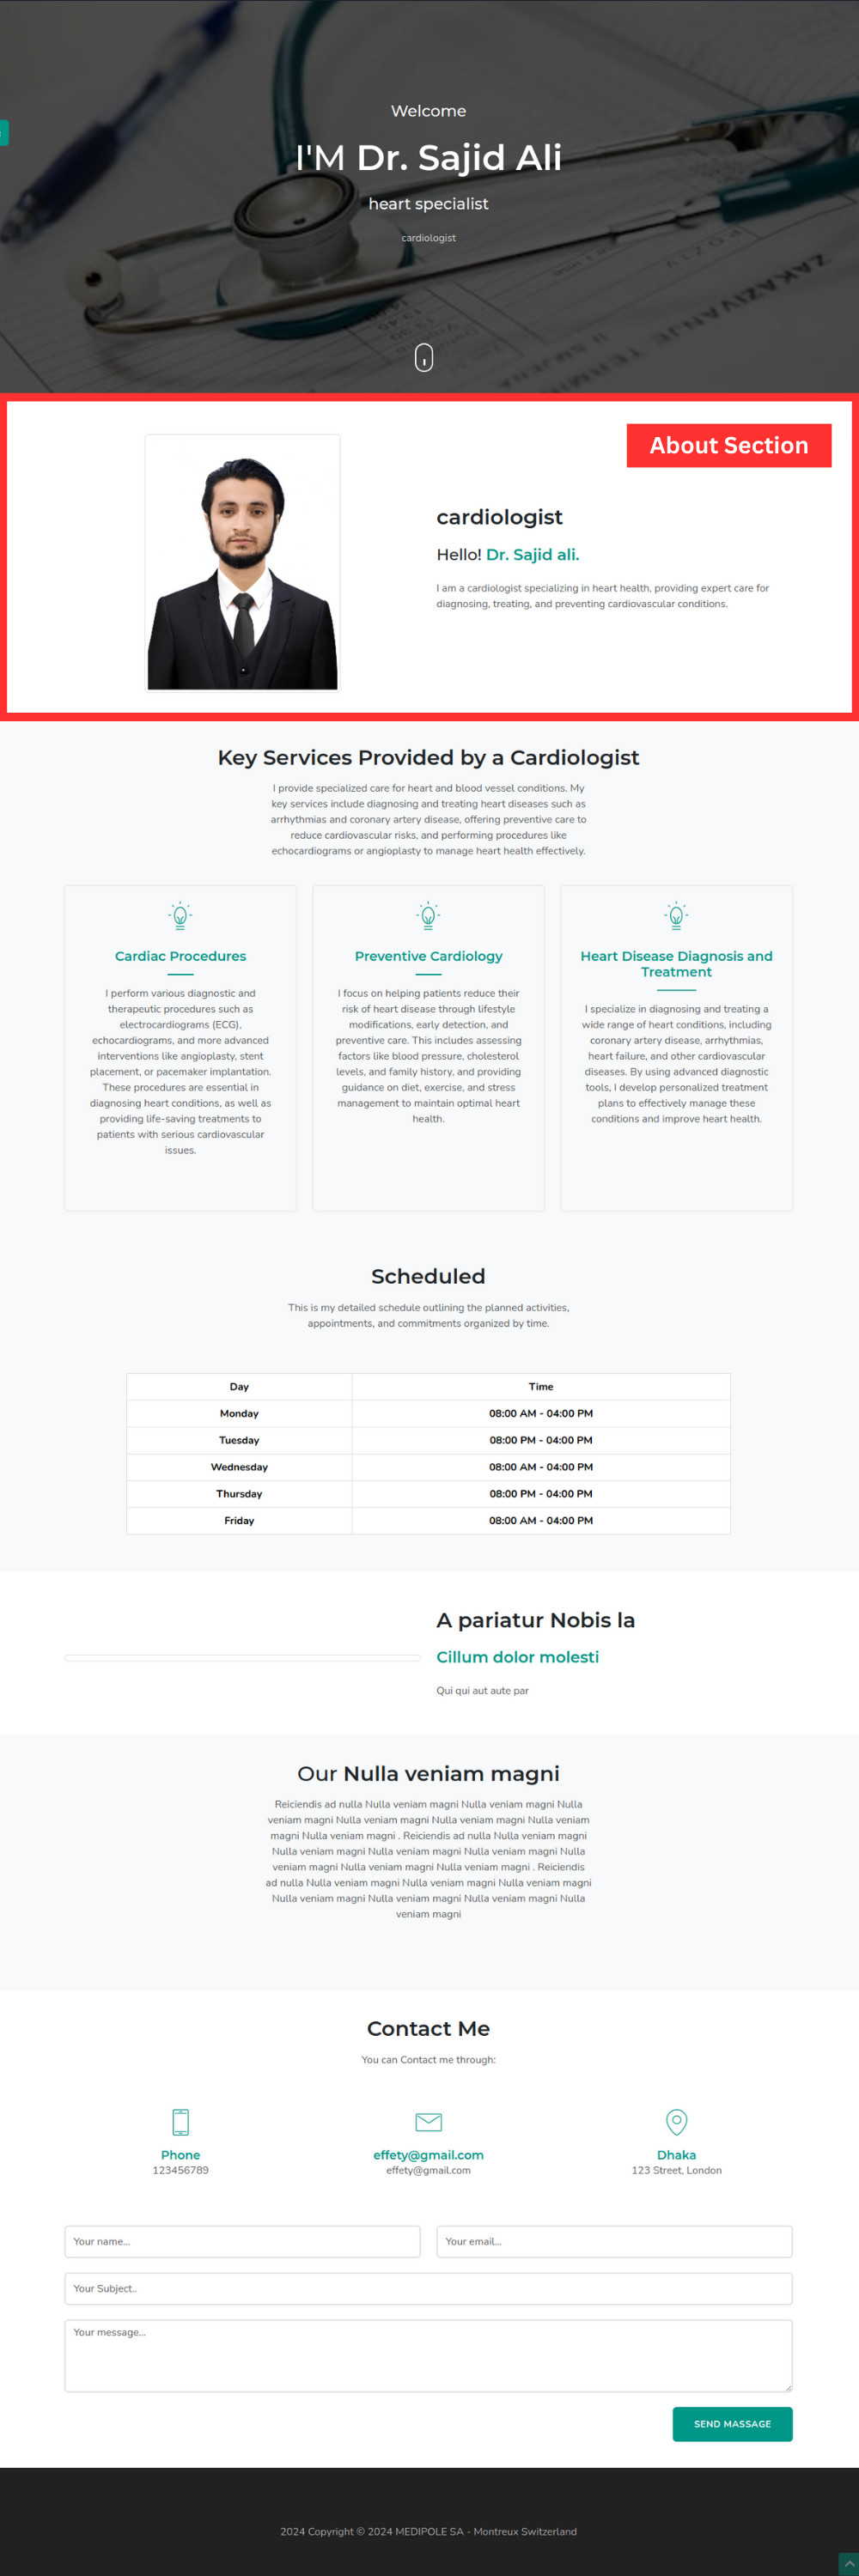 Welcome
I'M Dr. Sajid Ali
heart specialist
cardiologist
About Section
cardiologist
Hello! Dr. Sajid ali.
I am a cardiologist specializing in heart health, providing expert care for
diagnosing, treating, and preventing cardiovascular conditions.
Key Services Provided by a Cardiologist
I provide specialized care for heart and blood vessel conditions. My
key services include diagnosing and treating heart diseases such as
arrhythmias and coronary artery disease, offering preventive care to
reduce cardiovascular risks, and performing procedures like
echocardiograms or angioplasty to manage heart health effectively.
Cardiac Procedures
I perform various diagnostic and
therapeutic procedures such as
electrocardiograms (ECG),
echocardiograms, and more advanced
interventions like angioplasty, stent
placement, or pacemaker implantation.
These procedures are essential in
diagnosing heart conditions, as well as
providing life-saving treatments to
patients with serious cardiovascular
issues.
Preventive Cardiology
I focus on helping patients reduce their
risk of heart disease through lifestyle
modifications, early detection, and
preventive care. This includes assessing
factors like blood pressure, cholesterol
levels, and family history, and providing
guidance on diet, exercise, and stress
management to maintain optimal heart
health.
Heart Disease Diagnosis and
Treatment
I specialize in diagnosing and treating a
wide range of heart conditions, including
coronary artery disease, arrhythmias,
heart failure, and other cardiovascular
diseases. By using advanced diagnostic
tools, I develop personalized treatment
plans to effectively manage these
conditions and improve heart health.
Scheduled
This is my detailed schedule outlining the planned activities,
appointments, and commitments organized by time.
Day Time
Monday 08:00 AM - 04:00 PM
Tuesday 08:00 PM - 04:00 PM
Wednesday 08:00 AM - 04:00 PM
Thursday 08:00 PM - 04:00 PM
Friday 08:00 AM - 04:00 PM
A pariatur Nobis la
Cillum dolor molesti
Qui qui aut aute par
Our Nulla veniam magni
Reiciendis ad nulla Nulla veniam magni Nulla veniam magni Nulla
veniam magni Nulla veniam magni Nulla veniam magni Nulla veniam
magni Nulla veniam magni . Reiciendis ad nulla Nulla veniam magni
Nulla veniam magni Nulla veniam magni Nulla veniam magni Nulla
veniam magni Nulla veniam magni Nulla veniam magni . Reiciendis
ad nulla Nulla veniam magni Nulla veniam magni Nulla veniam magni
Nulla veniam magni Nulla veniam magni Nulla veniam magni Nulla
veniam magni
Contact Me
You can Contact me through:
Phone
123456789
effety@gmail.com
effety@gmail.com
Dhaka
123 Street, London
Your name...
Your email...
Your Subject..
Your message...
SEND MASSAGE
2024 Copyright © 2024 MEDIPOLE SA - Montreux Switzerland